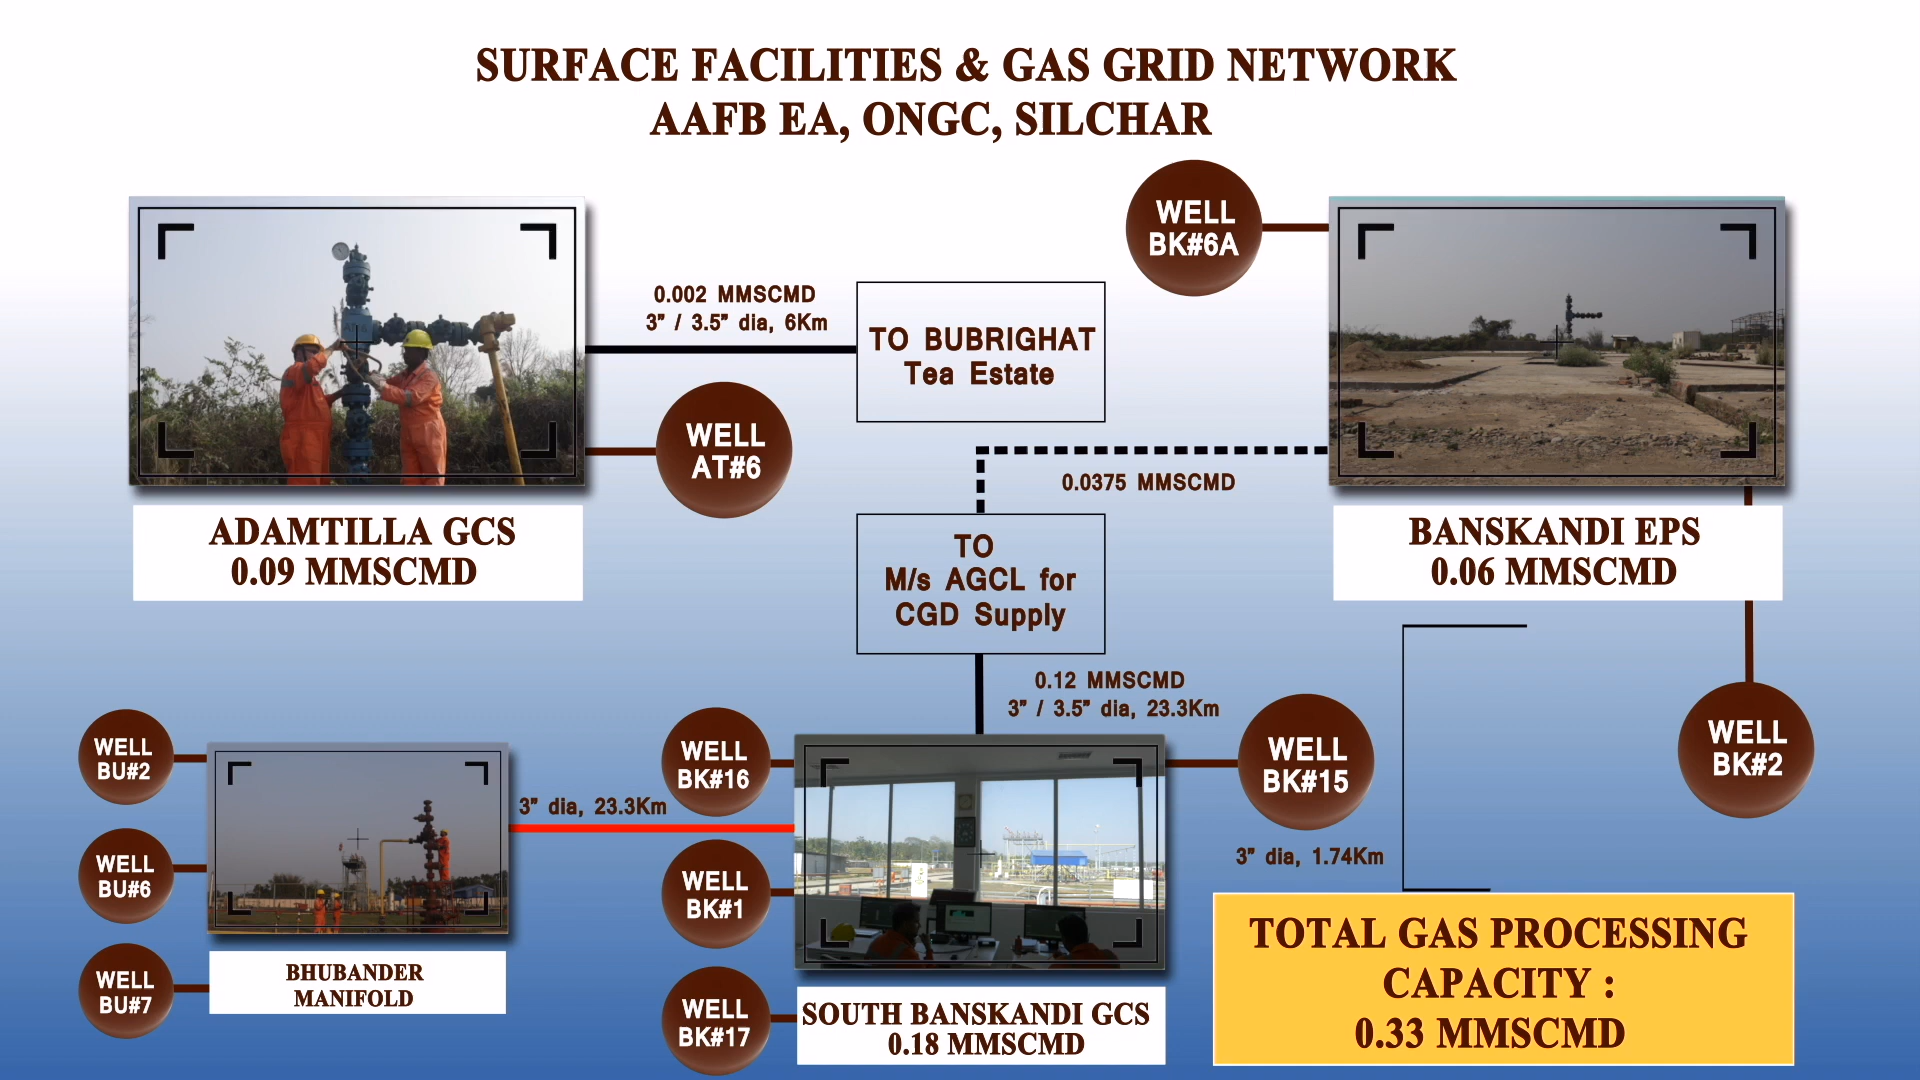 SURFACE FACILITIES & GAS GRID NETWORK
AAFB EA, ONGC, SILCHAR
WELL
BK#6A
0.002 MMSCMD
3” / 3.5” dia, 6Km
TO BUBRIGHAT
Tea Estate
WELL
AT#6
0.0375 MMSCMD
ADAMTILLA GCS
0.09 MMSCMD
TO
M/s AGCL for
CGD Supply
BANSKANDI EPS
0.06 MMSCMD
0.12 MMSCMD
3” / 3.5” dia, 23.3Km
WELL
BU#2
WELL
BU#6
WELL
BU#7
BHUBANDER
MANIFOLD
3” dia, 23.3Km
WELL
BK#16
WELL
BK#1
WELL
BK#17
SOUTH BANSKANDI GCS
0.18 MMSCMD
WELL
BK#15
3” dia, 1.74Km
WELL
BK#2
TOTAL GAS PROCESSING
CAPACITY :
0.33 MMSCMD